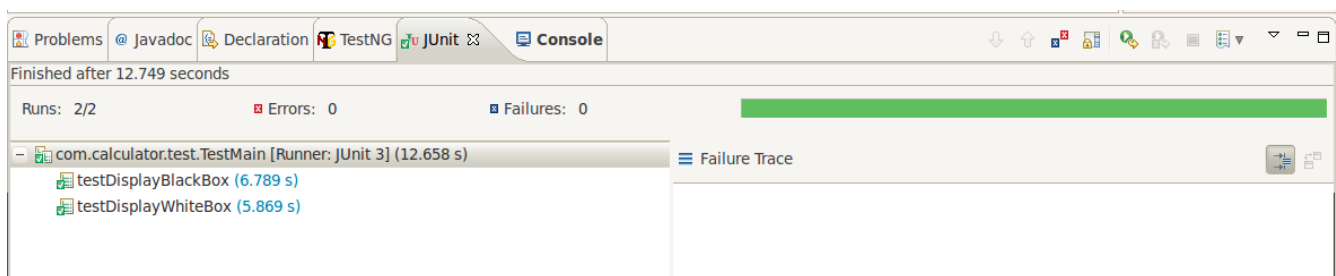 Problems @ Javadoc Declaration TestNG JUnit Console
Finished after 12.749 seconds
Runs: 2/2 Errors: 0 Failures: 0
com.calculator.test.TestMain [Runner: JUnit 3] (12.658 s)
Failure Trace
testDisplayBlackBox (6.789 s)
testDisplayWhiteBox (5.869 s)